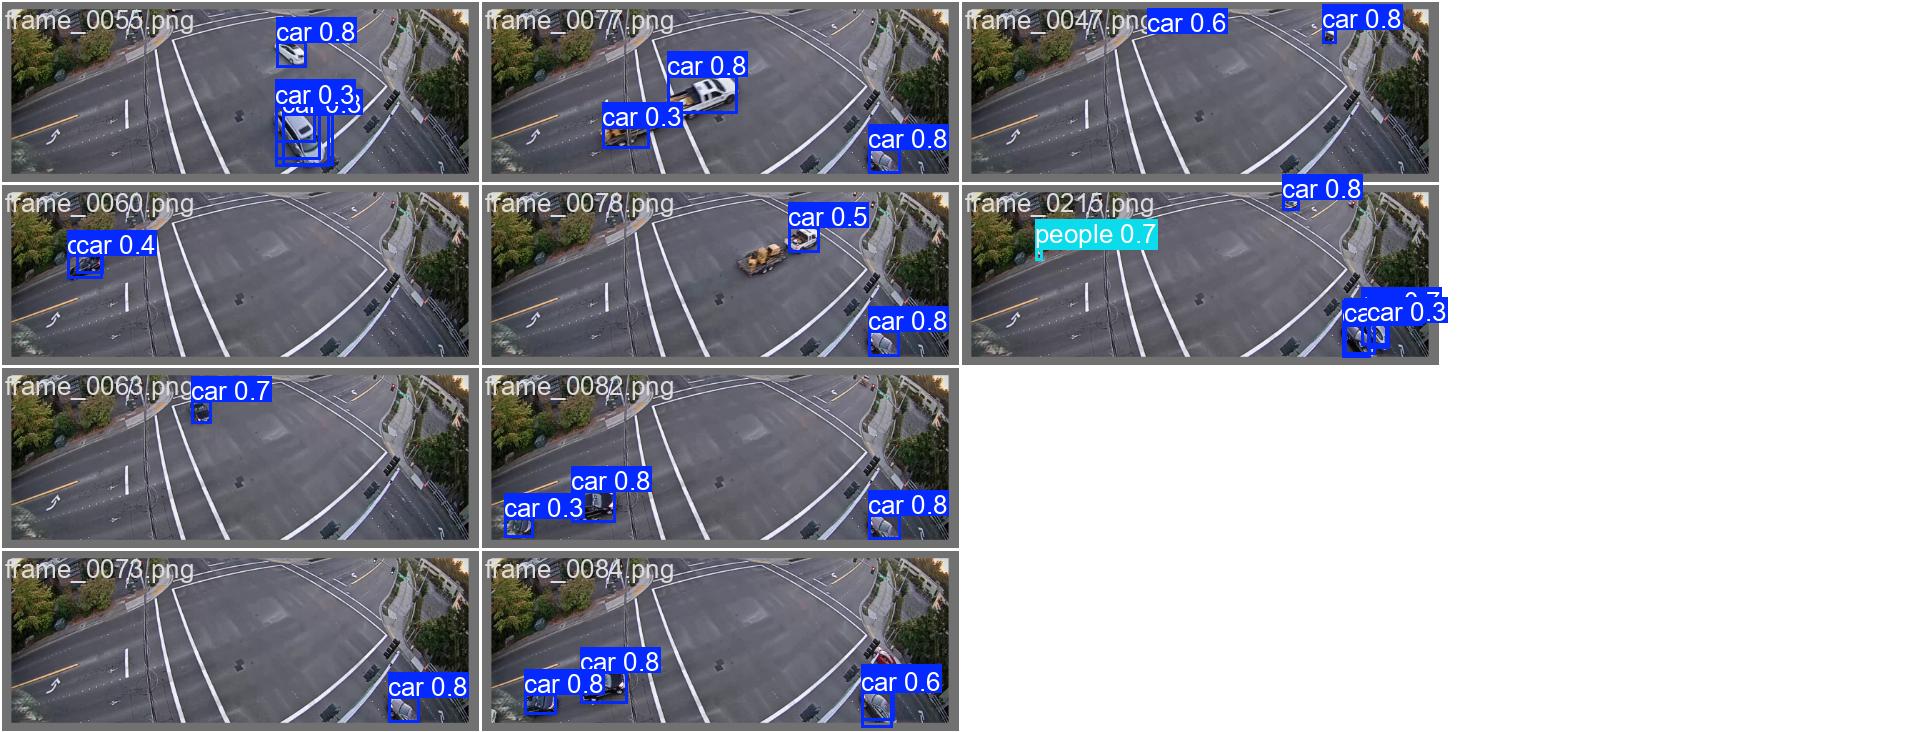 frame_0055.png
car 0.8
car 0.3
frame_0077.png
car 0.8
car 0.3
car 0.8
frame_0047.png
car 0.6
car 0.8
frame_0060.png
car 0.4
frame_0078.png
car 0.5
car 0.8
frame_0215.png
car 0.8
people 0.7
car 0.3
frame_0063.png
car 0.7
frame_0082.png
car 0.8
car 0.3
car 0.8
frame_0073.png
car 0.8
frame_0084.png
car 0.8
car 0.8
car 0.6